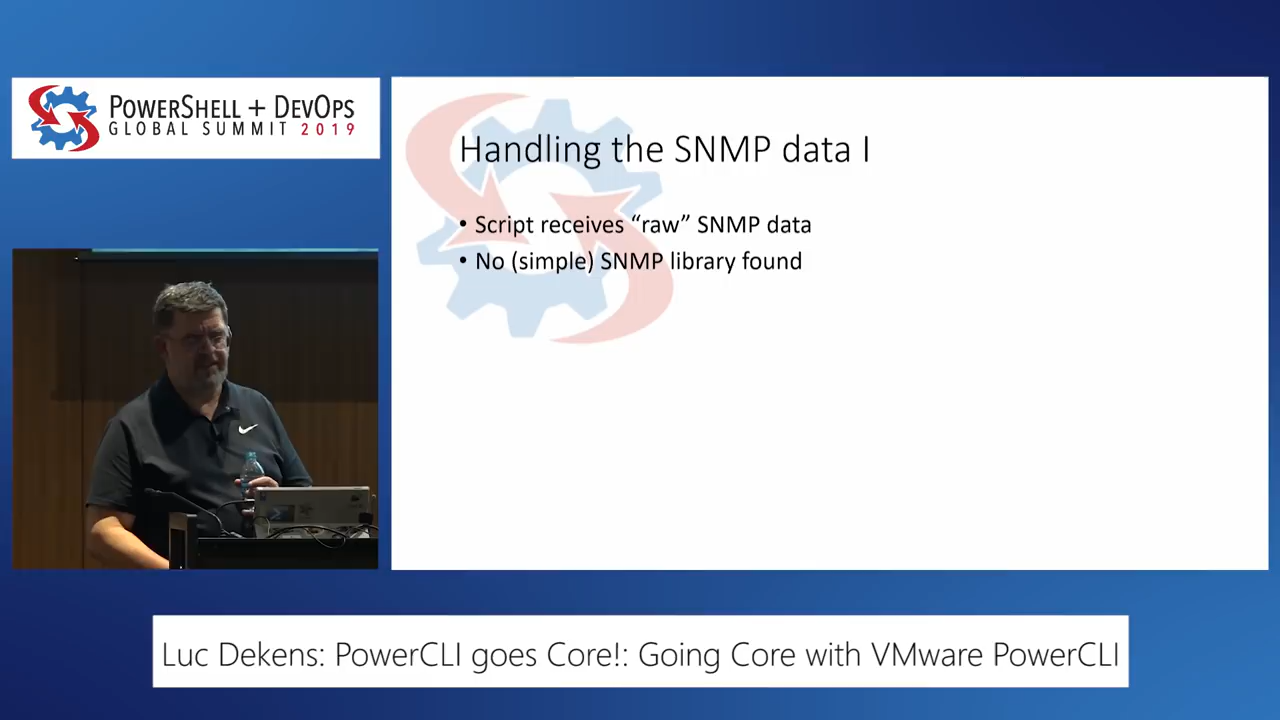 POWERSHELL + DEVOPS
GLOBAL SUMMIT 2019
Handling the SNMP data I
• Script receives “raw” SNMP data
• No (simple) SNMP library found
Luc Dekens: PowerCLI goes Core!: Going Core with VMware PowerCLI